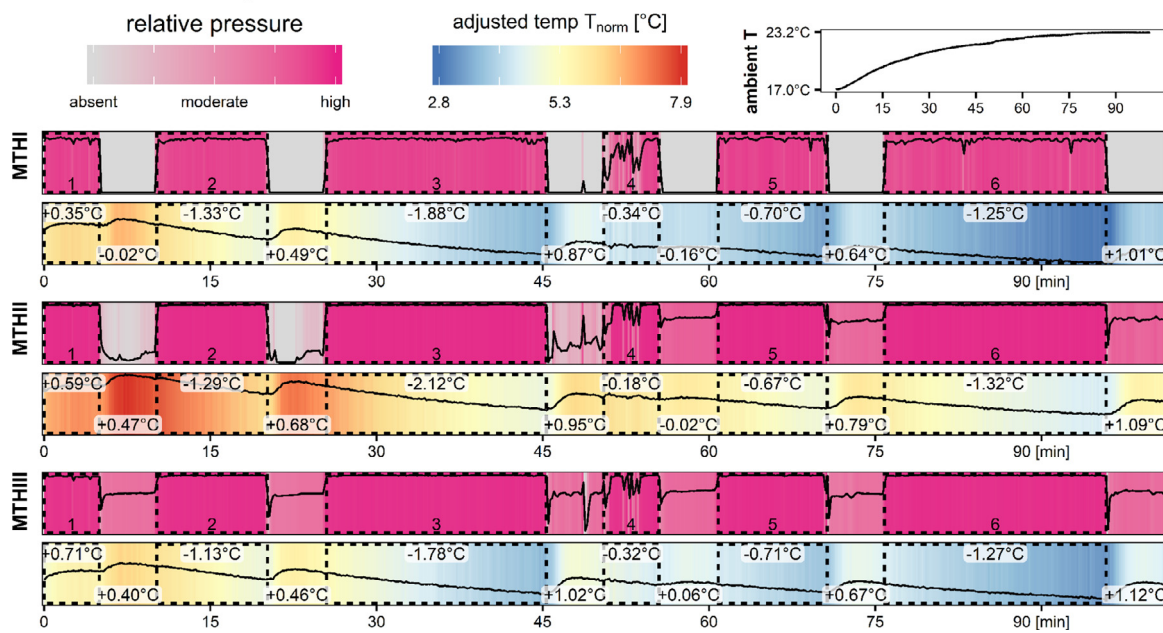 relative pressure
absent moderate high
adjusted temp Tnorm [°C]
2.8 5.3 7.9
ambient T
23.2°C
17.0°C
0 15 30 45 60 75 90
MTHI
1 2 3 4 5 6
+0.35°C -1.33°C -1.88°C -0.34°C -0.70°C -1.25°C
-0.02°C +0.49°C +0.87°C -0.16°C +0.64°C +1.01°C
0 15 30 45 60 75 90 [min]
MTHII
1 2 3 4 5 6
+0.59°C -1.29°C -2.12°C -0.18°C -0.67°C -1.32°C
+0.47°C +0.68°C +0.95°C -0.02°C +0.79°C +1.09°C
0 15 30 45 60 75 90 [min]
MTHIII
1 2 3 4 5 6
+0.71°C -1.13°C -1.78°C -0.32°C -0.71°C -1.27°C
+0.40°C +0.46°C +1.02°C +0.06°C +0.67°C +1.12°C
0 15 30 45 60 75 90 [min]